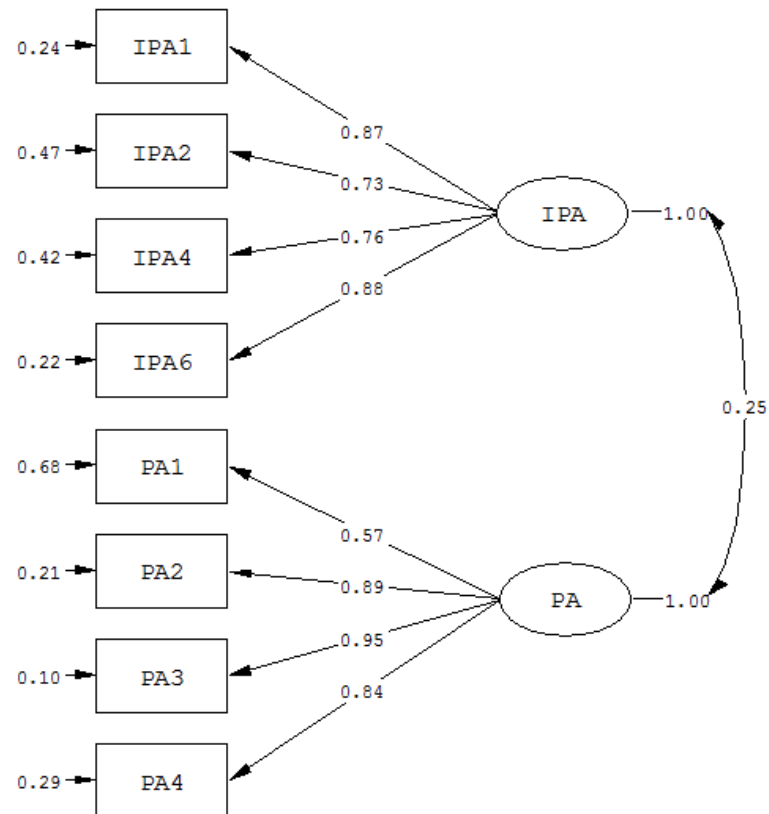 0.24 IPA1
0.87
0.47 IPA2
0.73
IPA 1.00
0.76
0.42 IPA4
0.88
0.22 IPA6
0.25
0.68 PA1
0.57
0.21 PA2
0.89
PA 1.00
0.95
0.10 PA3
0.84
0.29 PA4